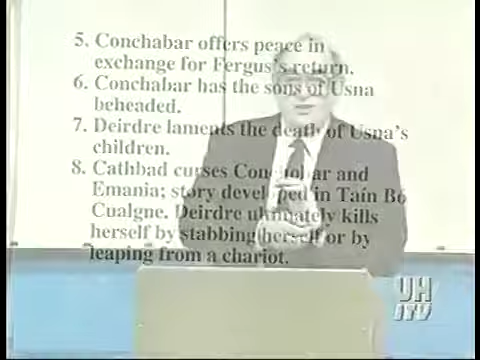 5. Conchabar offers peace in
exchange for Fergus's return.
6. Conchabar has the sons of Usna
beheaded.
7. Deirdre laments the death of Usna's
children.
8. Cathbad curses Conchobar and
Emania; story developed in Taín Bó
Cualgne. Deirdre ultimately kills
herself by stabbing herself or by
leaping from a chariot.
UH
ITV